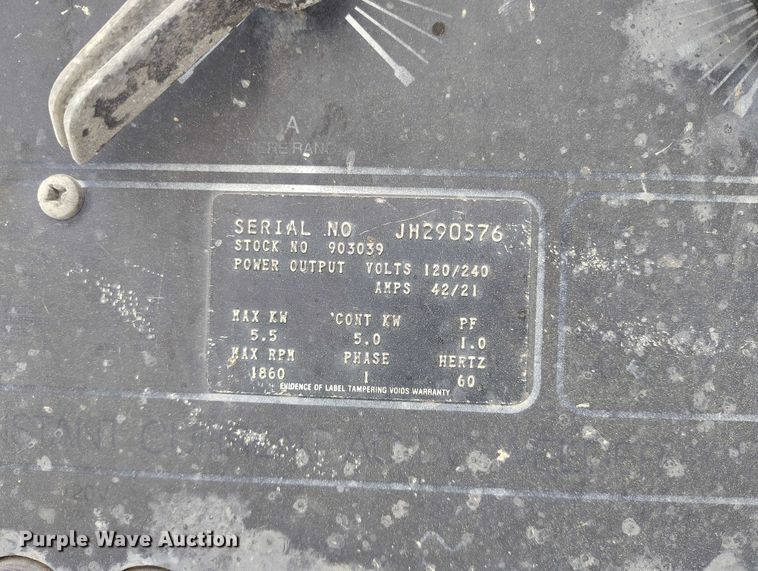 A
SERIAL NO JH290576
STOCK NO 903039
POWER OUTPUT VOLTS 120/240
AMPS 42/21
MAX KW 'CONT KW PF
5.5 5.0 1.0
MAX RPM PHASE HERTZ
1860 1 60
EVIDENCE OF LABEL TAMPERING VOIDS WARRANTY
Purple Wave Auction